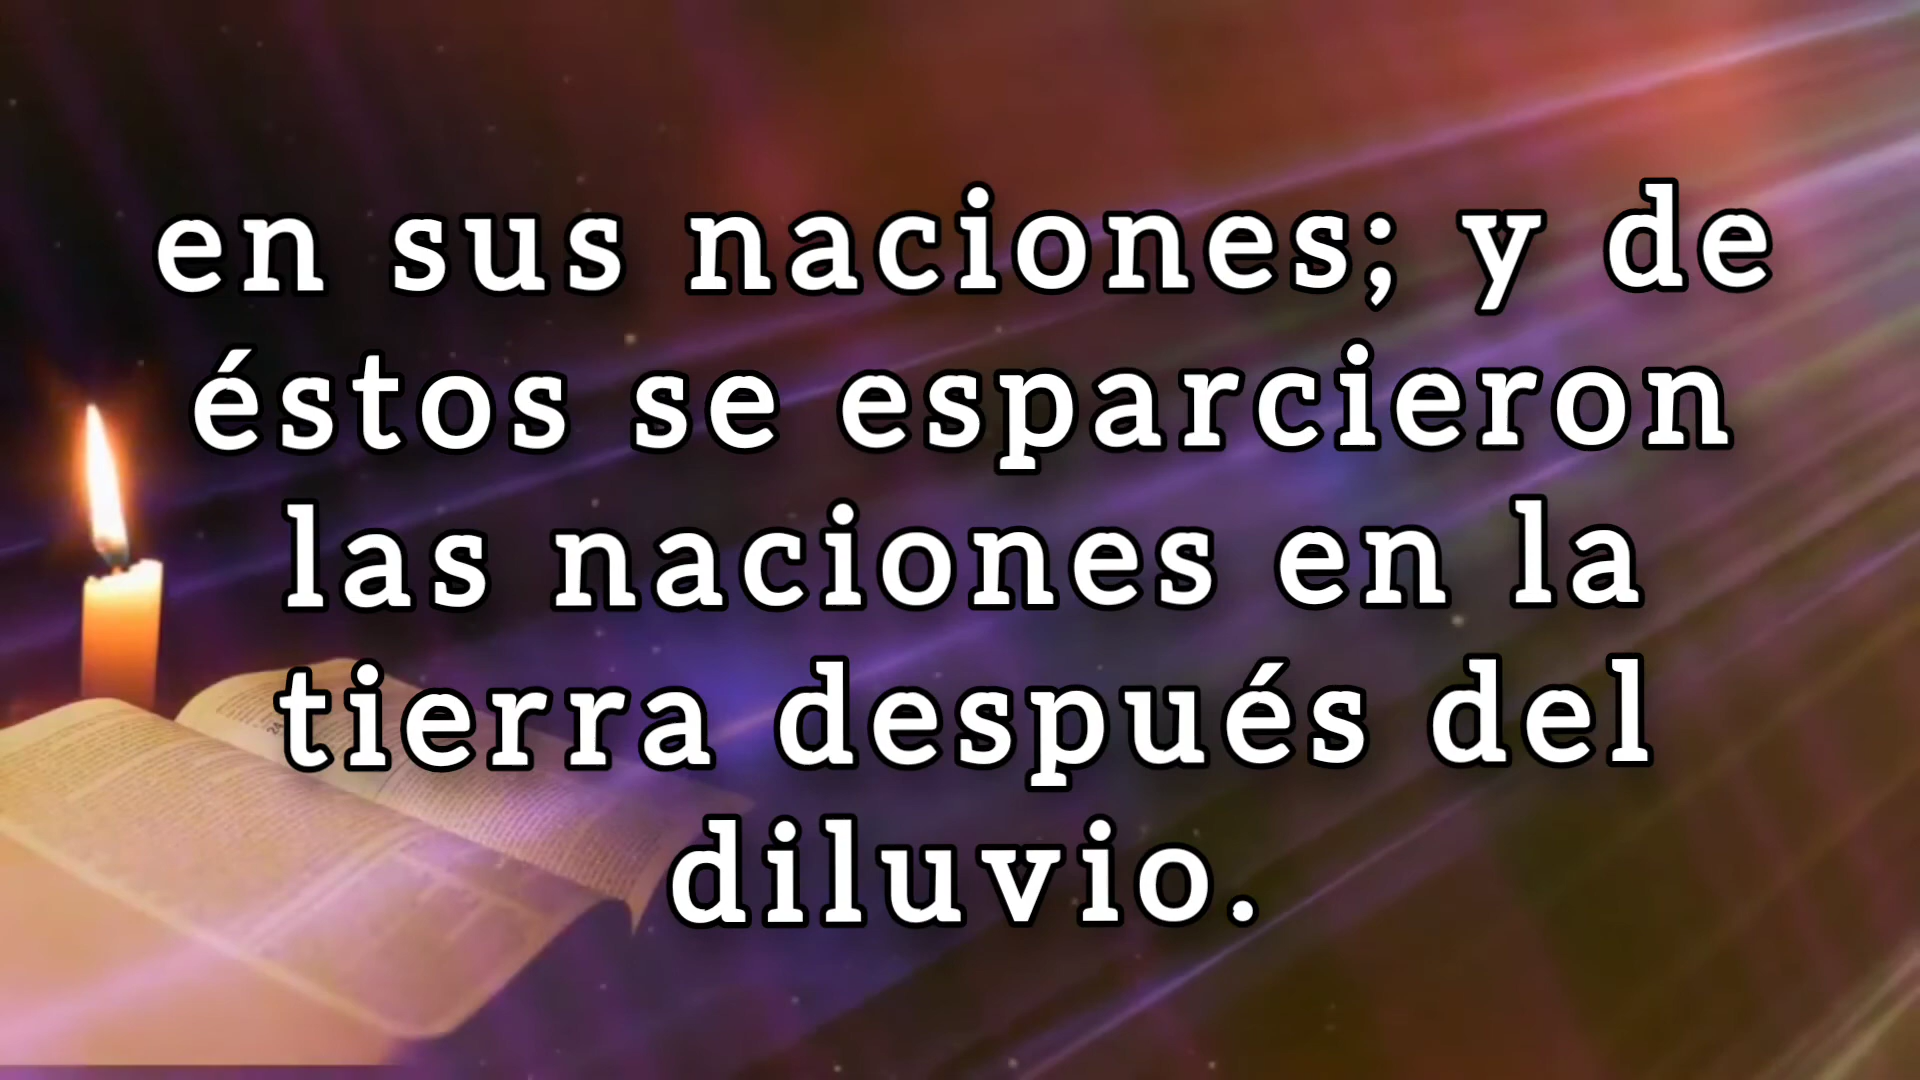 en sus naciones; y de
éstos se esparcieron
las naciones en la
tierra después del
diluvio.